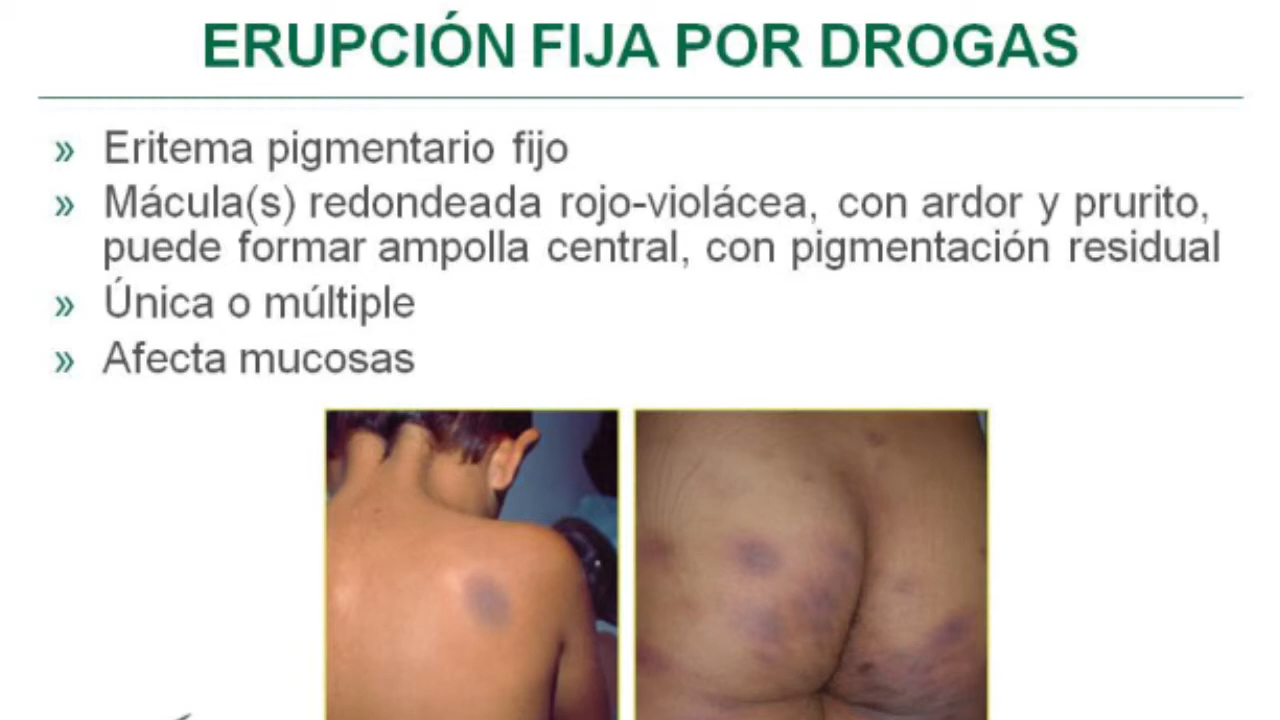 ERUPCIÓN FIJA POR DROGAS
» Eritema pigmentario fijo
» Mácula(s) redondeada rojo-violácea, con ardor y prurito,
puede formar ampolla central, con pigmentación residual
» Única o múltiple
» Afecta mucosas